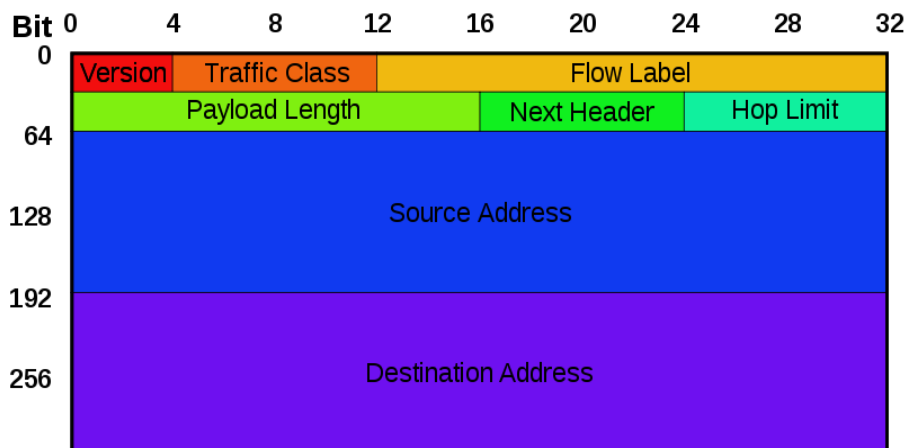 Bit 0 4 8 12 16 20 24 28 32
0
Version Traffic Class Flow Label
Payload Length Next Header Hop Limit
64
128
Source Address
192
256
Destination Address